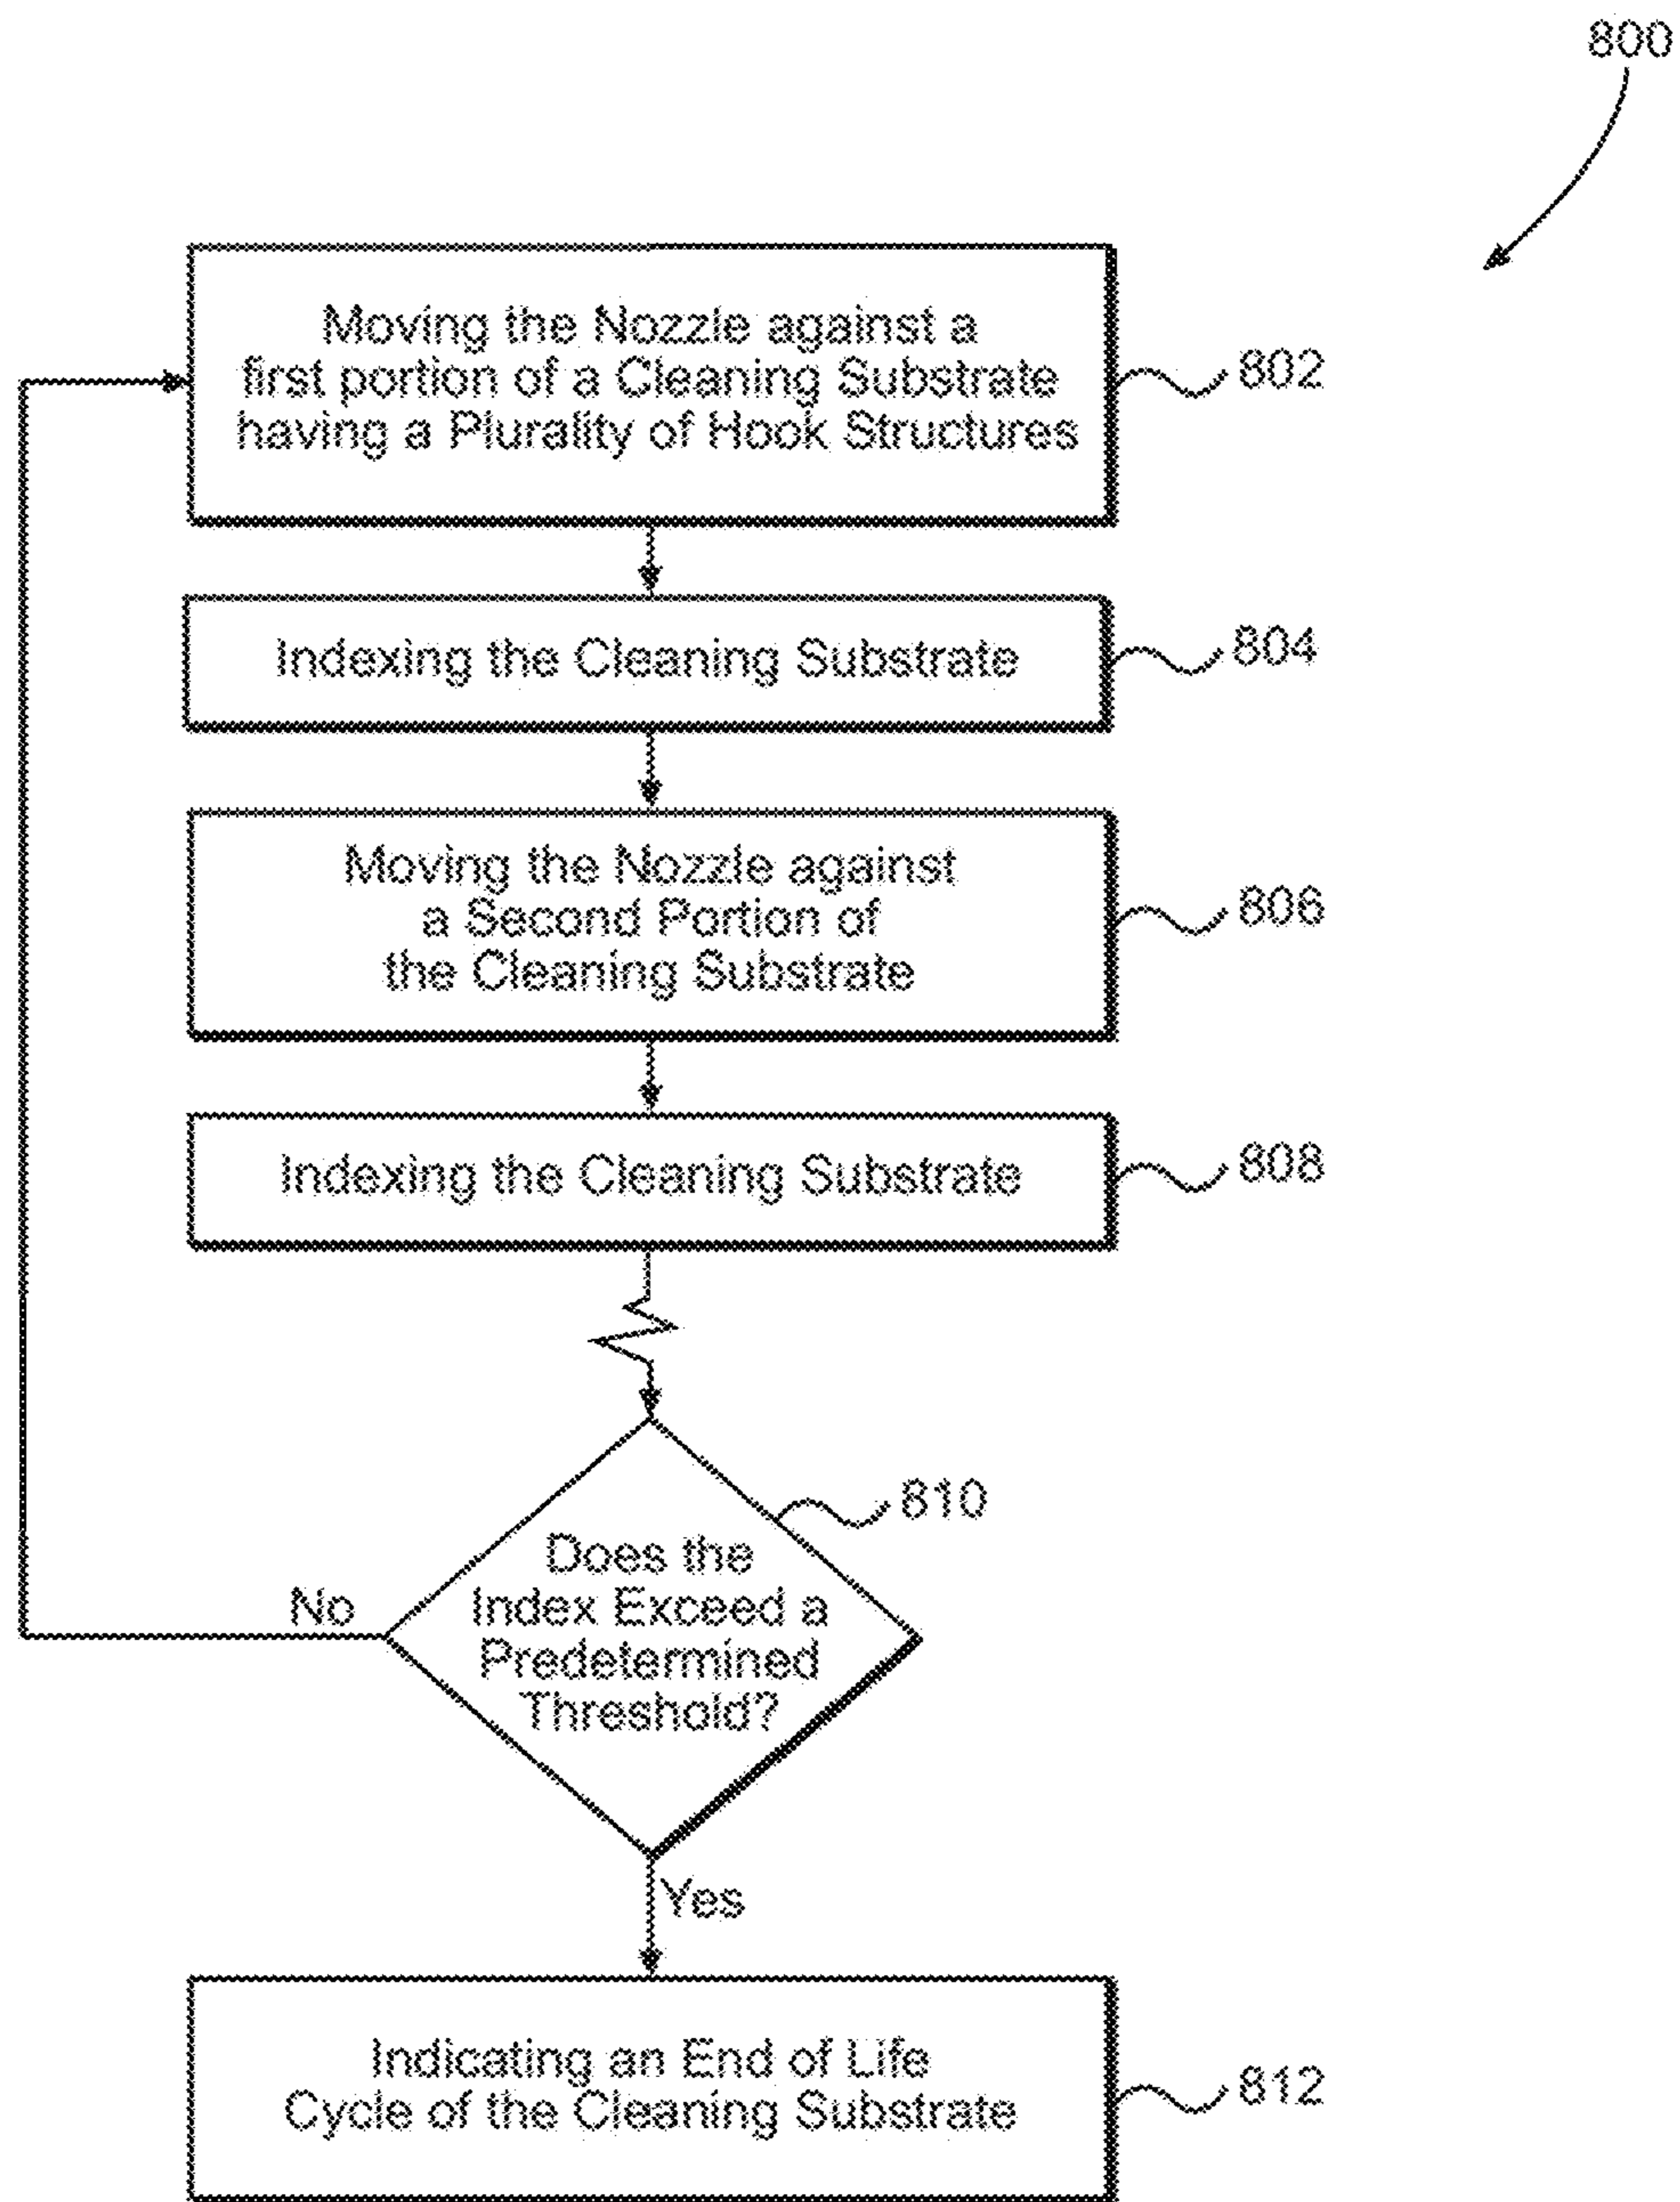 800
Moving the Nozzle against a
first portion of a Cleaning Substrate
having a Plurality of Hook Structures
802
Indexing the Cleaning Substrate
804
Moving the Nozzle against
a Second Portion of
the Cleaning Substrate
806
Indexing the Cleaning Substrate
808
810
Does the
Index Exceed a
Predetermined
Threshold?
No
Yes
Indicating an End of Life
Cycle of the Cleaning Substrate
812